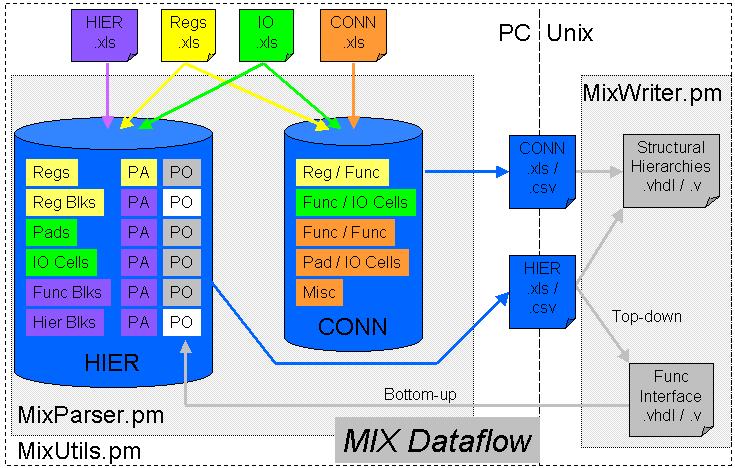 HIER
.xls
Regs
.xls
IO
.xls
CONN
.xls
PC
Unix
MixWriter.pm
Regs
PA
PO
Reg Blks
PA
PO
Pads
PA
PO
IO Cells
PA
PO
Func Blks
PA
PO
Hier Blks
PA
PO
HIER
Reg / Func
Func / IO Cells
Func / Func
Pad / IO Cells
Misc
CONN
CONN
.xls /
.csv
HIER
.xls /
.csv
Structural
Hierarchies
.vhdl / .v
Top-down
Func
Interface
.vhdl / .v
Bottom-up
MixParser.pm
MIX Dataflow
MixUtils.pm